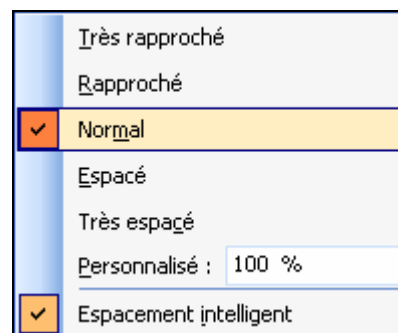 Très rapproché
Rapproché
Normal
Espacé
Très espacé
Personnalisé : 100 %
Espacement intelligent